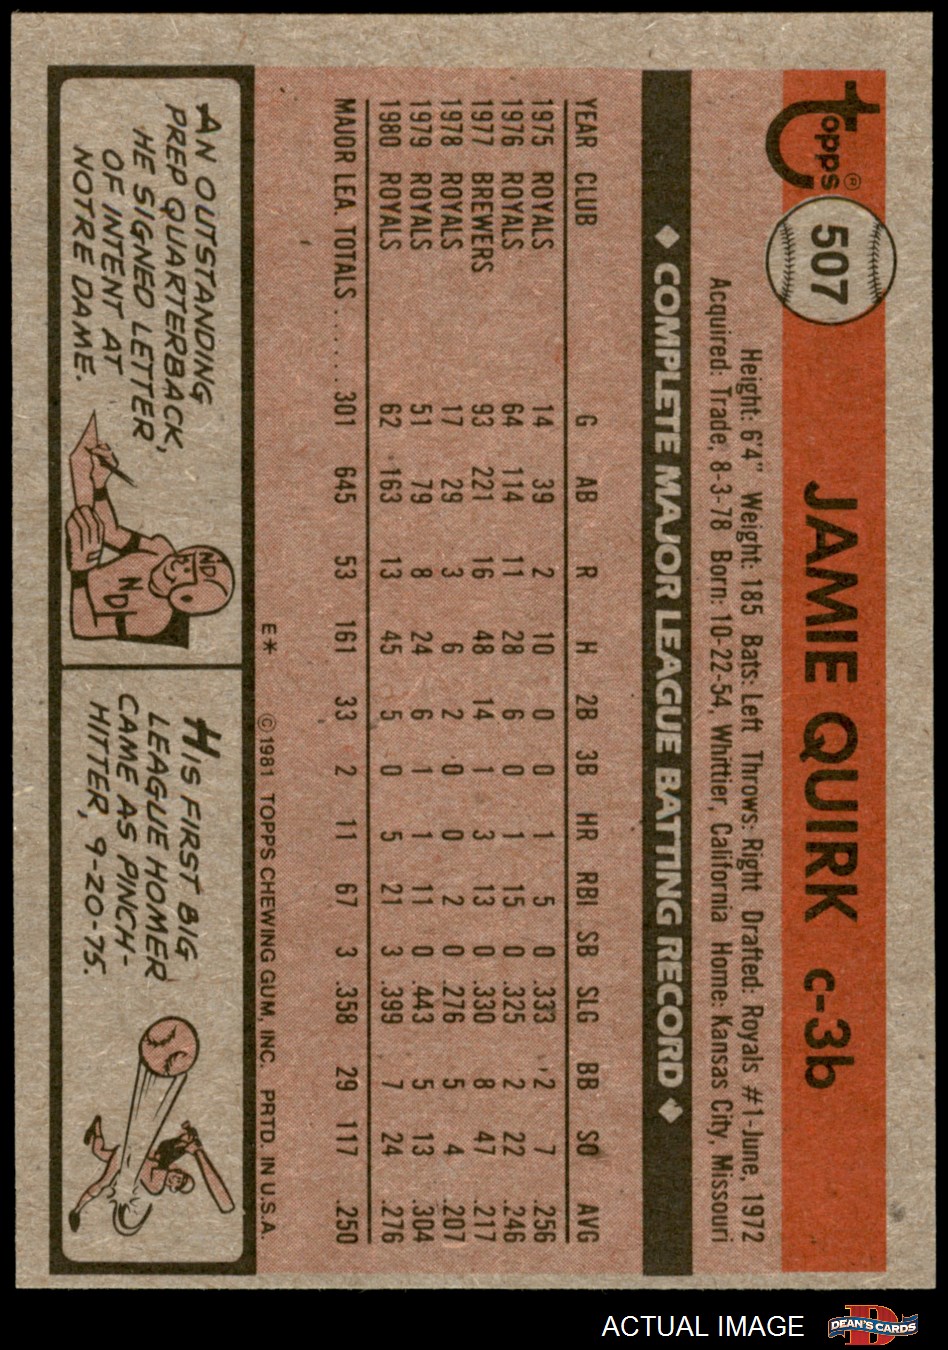 Topps®
507
JAMIE QUIRK c-3b
Height: 6'4" Weight: 185 Bats: Left Throws: Right Drafted: Royals #1-June, 1972
Acquired: Trade, 8-3-78 Born: 10-22-54, Whittier, California Home: Kansas City, Missouri
◆ COMPLETE MAJOR LEAGUE BATTING RECORD ◆
YEAR CLUB G AB R H 2B 3B HR RBI SB SLG BB SO AVG
1975 ROYALS 14 39 2 10 0 0 1 5 0 .333 2 7 .256
1976 ROYALS 64 114 11 28 6 0 1 15 0 .325 2 22 .246
1977 BREWERS 93 221 16 48 14 1 3 13 0 .330 8 47 .217
1978 ROYALS 17 29 3 6 2 0 0 2 0 .276 5 4 .207
1979 ROYALS 51 79 8 24 6 1 1 11 0 .443 5 13 .304
1980 ROYALS 62 163 13 45 5 0 5 21 3 .399 7 24 .276
MAJOR LEA. TOTALS..... 301 645 53 161 33 2 11 67 3 .358 29 117 .250
E* © 1981 TOPPS CHEWING GUM, INC. PRTD. IN U.S.A.
AN OUTSTANDING
PREP QUARTERBACK,
HE SIGNED LETTER
OF INTENT AT
NOTRE DAME.
ND
ND
HIS FIRST BIG
LEAGUE HOMER
CAME AS PINCH-
HITTER, 9-20-75.
ACTUAL IMAGE
D
DEAN'S CARDS